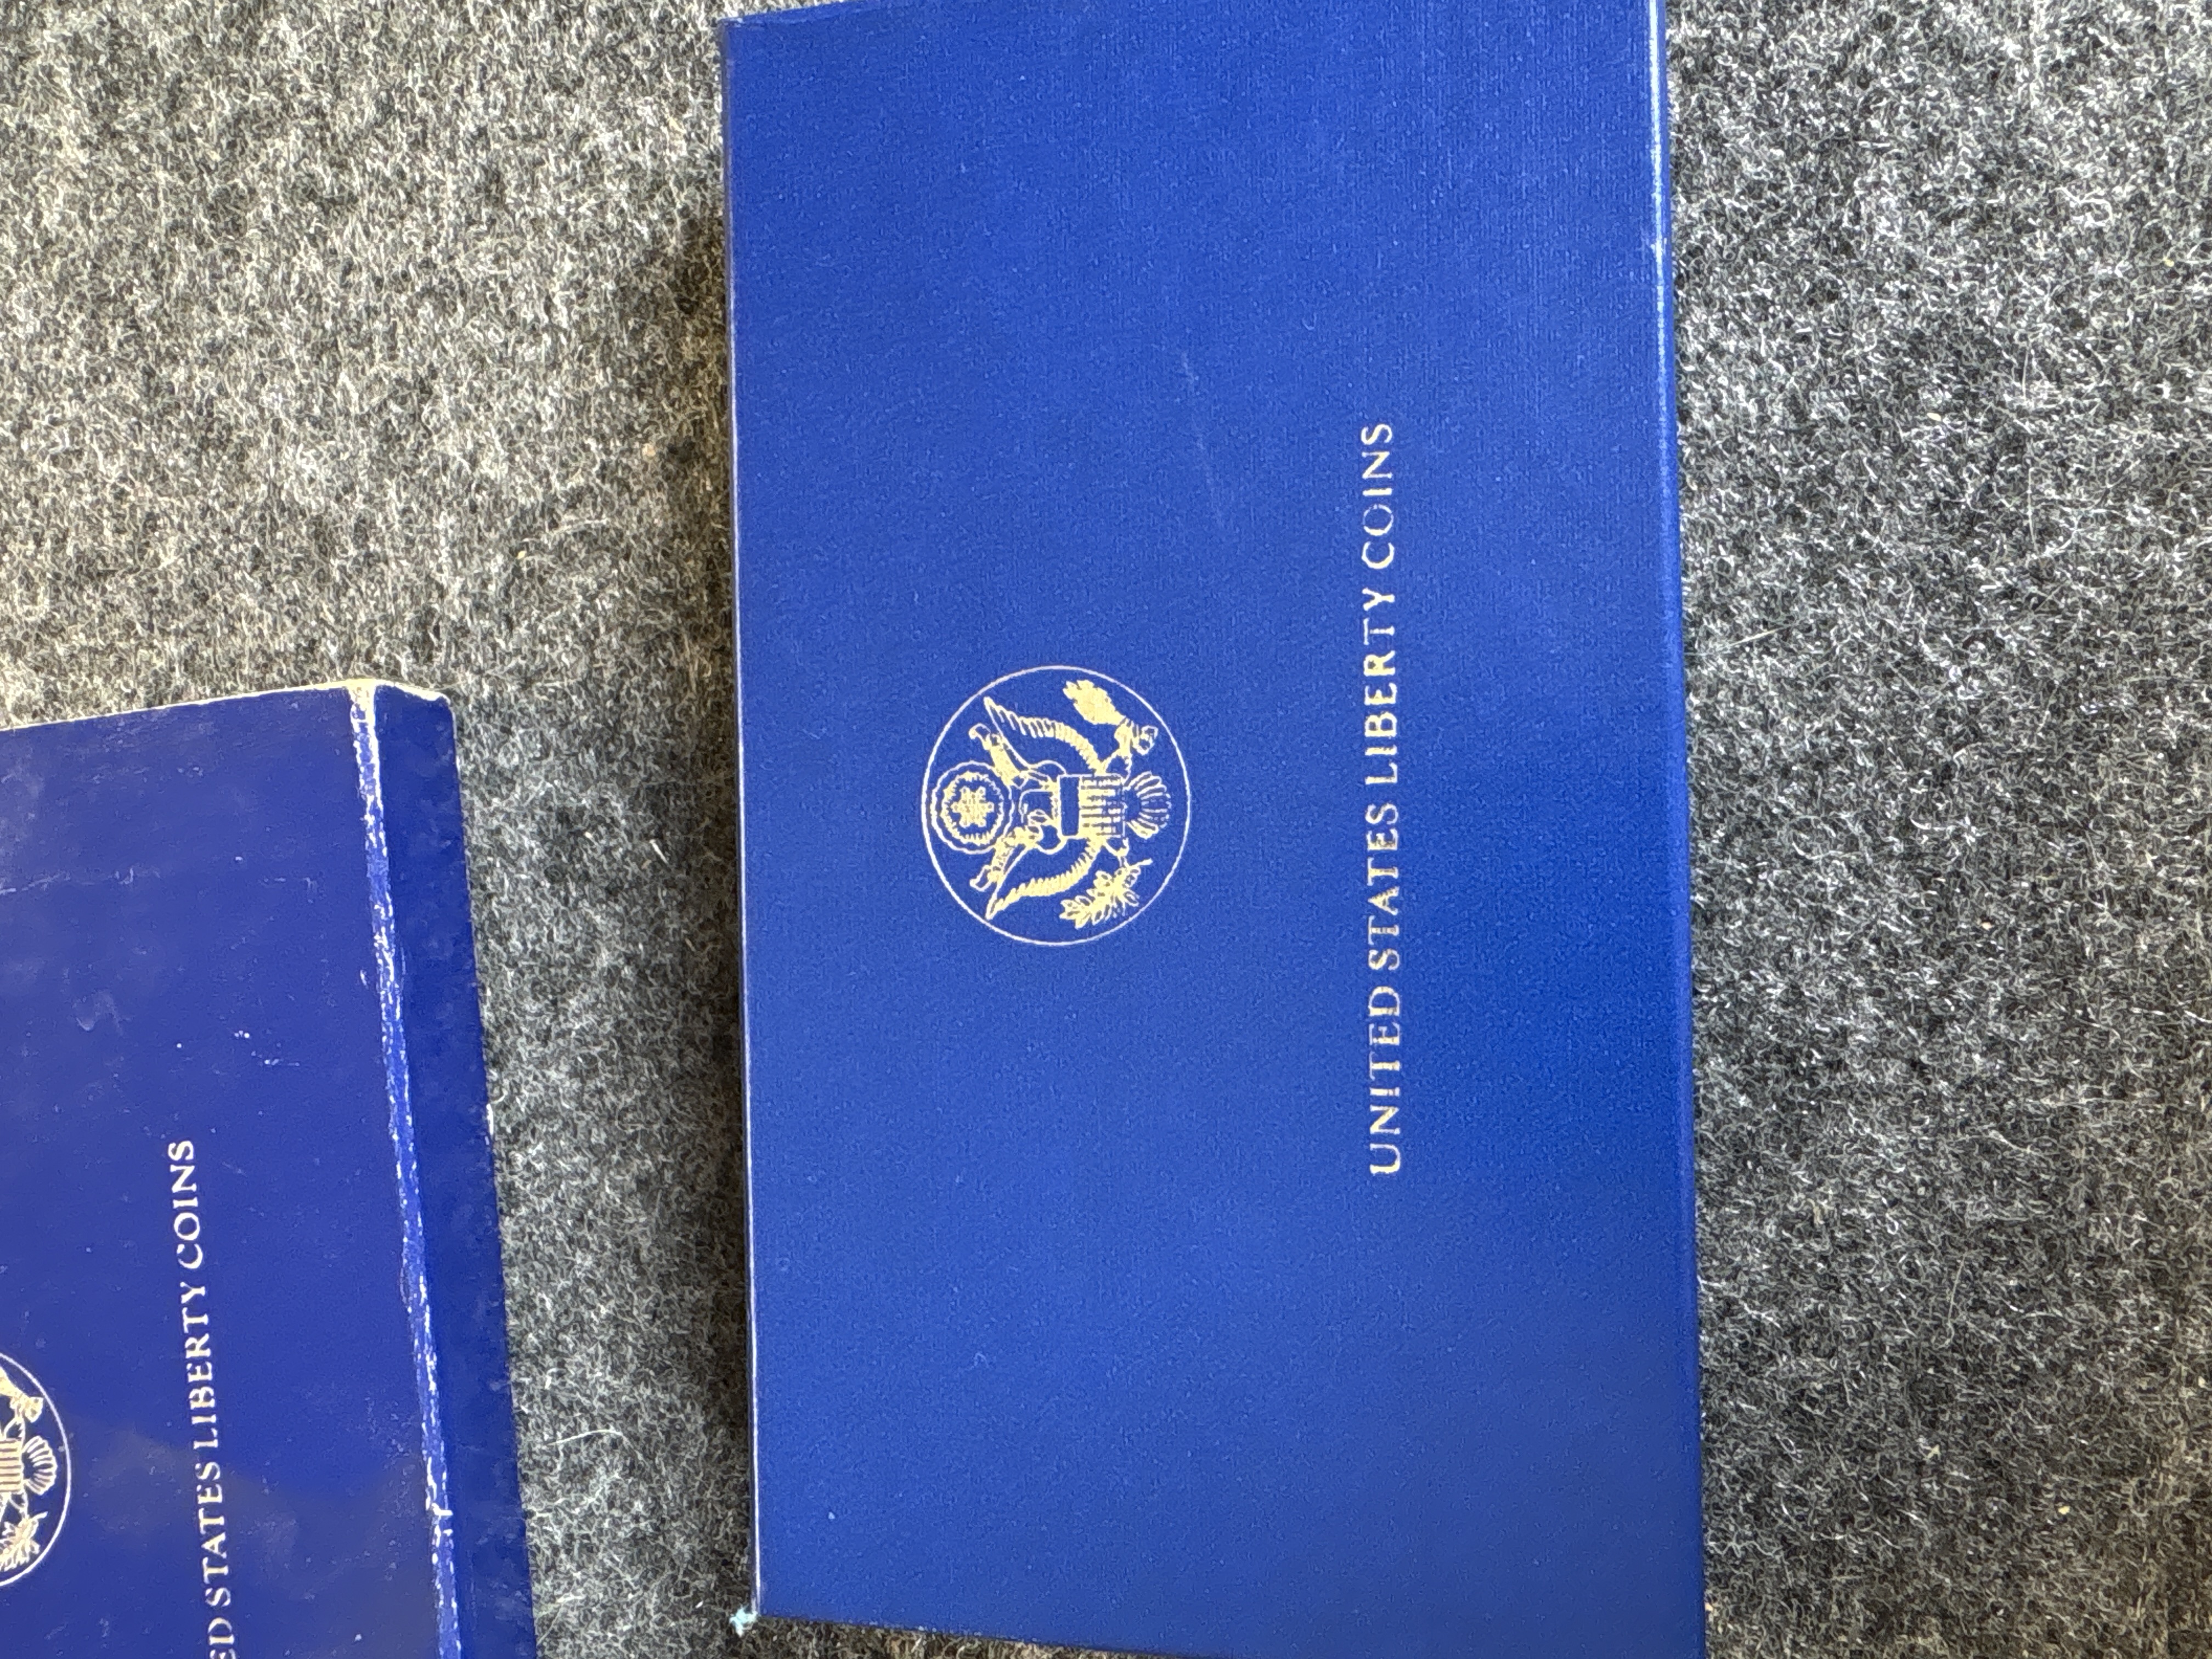 UNITED STATES LIBERTY COINS
ED STATES LIBERTY COINS